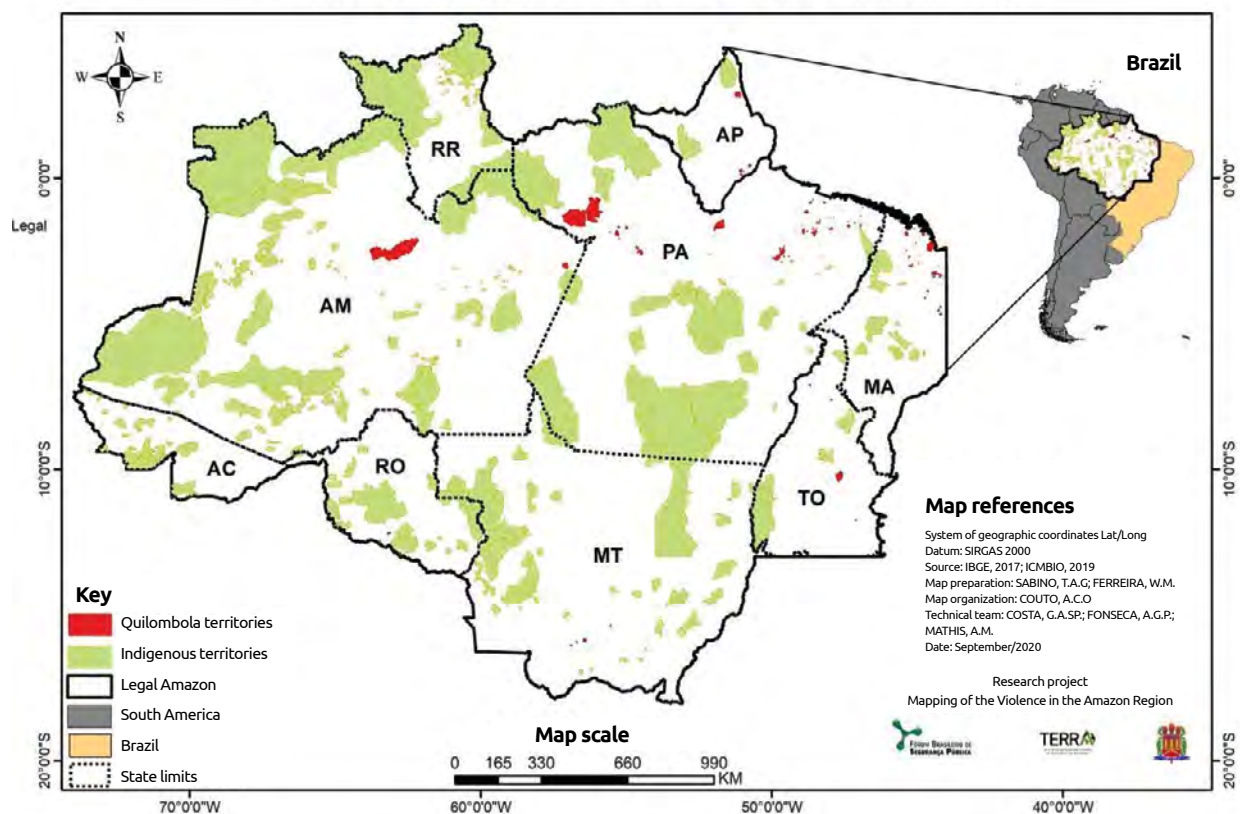 N
W
E
S
Brazil
0°0'0"
Legal
RR
AP
PA
AM
MA
AC
RO
TO
MT
10°0'0"S
20°0'0"S
0°0'0"
10°0'0"S
20°0'0"S
70°0'0"W
60°0'0"W
50°0'0"W
40°0'0"W
Key
Quilombola territories
Indigenous territories
Legal Amazon
South America
Brazil
State limits
Map scale
0 165 330 660 990
KM
Map references
System of geographic coordinates Lat/Long
Datum: SIRGAS 2000
Source: IBGE, 2017; ICMBIO, 2019
Map preparation: SABINO, T.A.G; FERREIRA, W.M.
Map organization: COUTO, A.C.O
Technical team: COSTA, G.A.SP.; FONSECA, A.G.P.;
MATHIS, A.M.
Date: September/2020
Research project
Mapping of the Violence in the Amazon Region
FÓRUM BRASILEIRO DE
SEGURANÇA PÚBLICA
TERRA